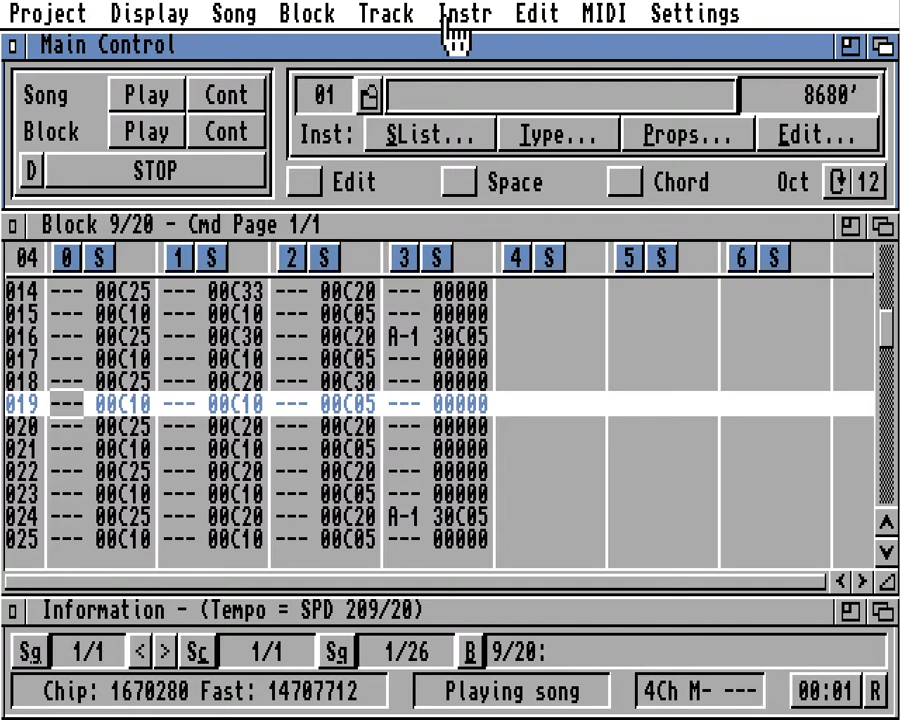 Project Display Song Block Track Instr Edit MIDI Settings
Main Control
Song Play Cont 01 8680'
Block Play Cont Inst: SList... Type... Props... Edit...
D STOP Edit Space Chord Oct 12
Block 9/20 - Cmd Page 1/1
04 0 S 1 S 2 S 3 S 4 S 5 S 6 S
014 --- 00C25 --- 00C33 --- 00C20 --- 00000
015 --- 00C10 --- 00C10 --- 00C05 --- 00000
016 --- 00C25 --- 00C30 --- 00C20 A-1 30C05
017 --- 00C10 --- 00C10 --- 00C05 --- 00000
018 --- 00C25 --- 00C20 --- 00C30 --- 00000
019 --- 00C10 --- 00C10 --- 00C05 --- 00000
020 --- 00C25 --- 00C20 --- 00C20 --- 00000
021 --- 00C10 --- 00C10 --- 00C05 --- 00000
022 --- 00C25 --- 00C20 --- 00C20 --- 00000
023 --- 00C10 --- 00C10 --- 00C05 --- 00000
024 --- 00C25 --- 00C20 --- 00C20 A-1 30C05
025 --- 00C10 --- 00C10 --- 00C05 --- 00000
Information - (Tempo = SPD 209/20)
Sg 1/1 < > Sc 1/1 Sq 1/26 B 9/20:
Chip: 1670280 Fast: 14707712 Playing song 4Ch M- --- 00:01 R